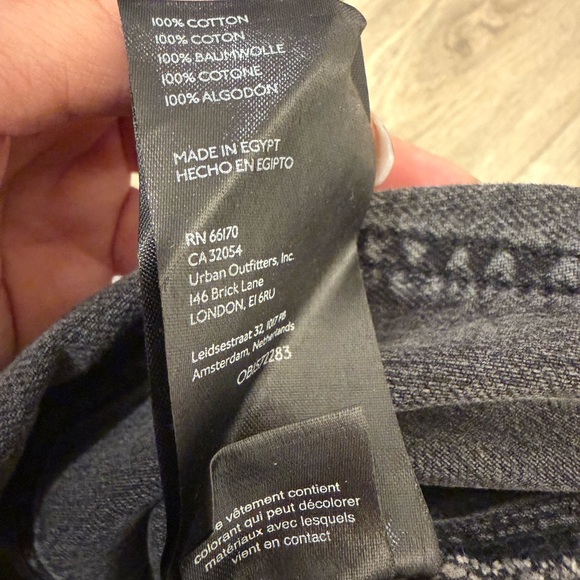 100% COTTON
100% COTON
100% BAUMWOLLE
100% COTONE
100% ALGODÓN
MADE IN EGYPT
HECHO EN EGIPTO
RN 66170
CA 32054
Urban Outfitters, Inc.
146 Brick Lane
LONDON, E1 6RU
Leidsestraat 32, 1017 PB
Amsterdam, Netherlands
e vêtement contient
colorant qui peut décolorer
matériaux avec lesquels
vient en contact